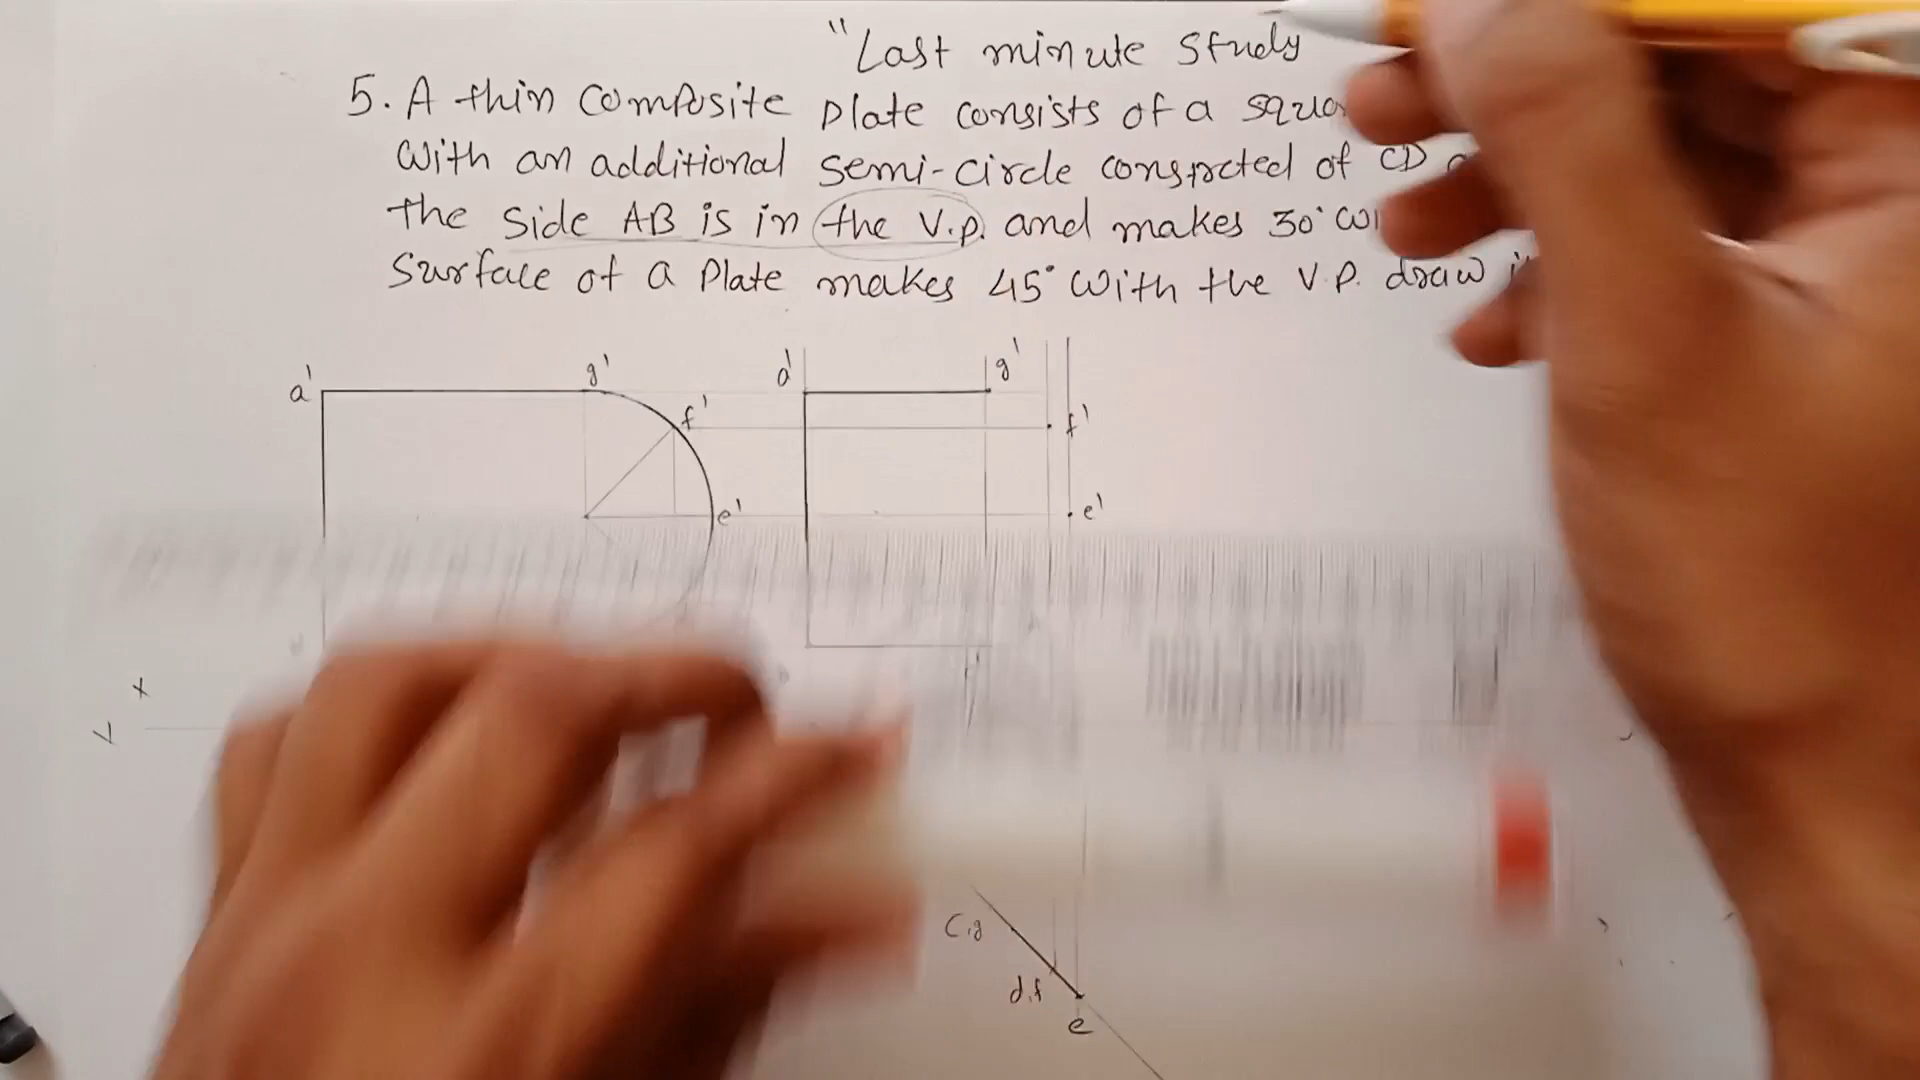 "Last minute Study
5. A thin Composite plate consists of a
with an additional semi-circle consrcted of CD
the side AB is in the V.p. and makes 30°
Surface of a Plate makes 45° with the V.P. draw
a' g' a' g'
f' f'
e' e'
X
C,g
d,f
e